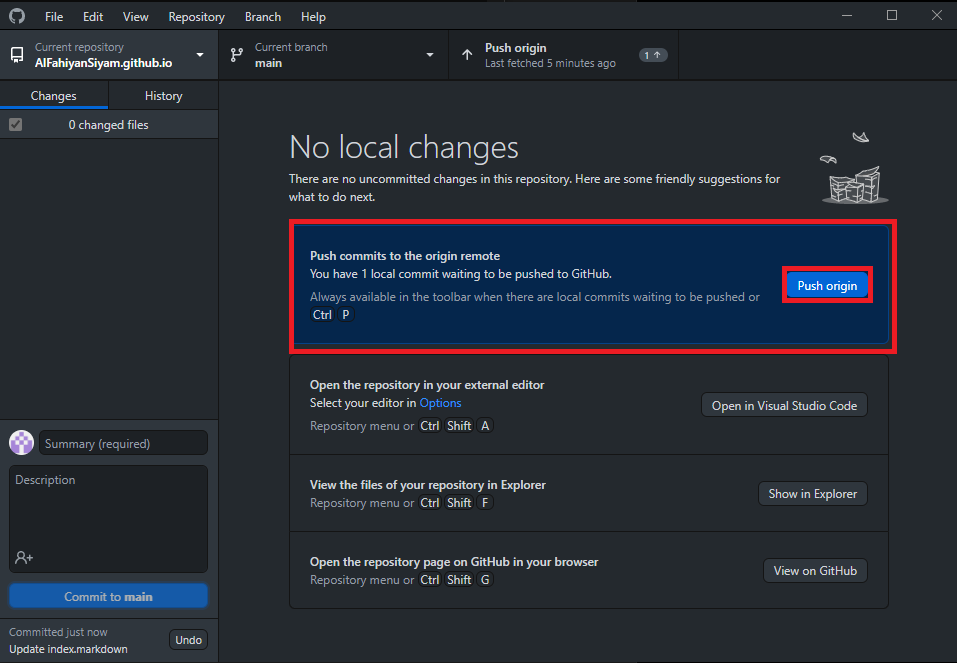 File Edit View Repository Branch Help
Current repository
AlFahiyanSiyam.github.io
Current branch
main
Push origin
Last fetched 5 minutes ago
1
Changes History
0 changed files
No local changes
There are no uncommitted changes in this repository. Here are some friendly suggestions for
what to do next.
Push commits to the origin remote
You have 1 local commit waiting to be pushed to GitHub.
Always available in the toolbar when there are local commits waiting to be pushed or
Ctrl P
Push origin
Open the repository in your external editor
Select your editor in Options
Repository menu or Ctrl Shift A
Open in Visual Studio Code
View the files of your repository in Explorer
Repository menu or Ctrl Shift F
Show in Explorer
Open the repository page on GitHub in your browser
Repository menu or Ctrl Shift G
View on GitHub
Summary (required)
Description
Commit to main
Committed just now
Update index.markdown
Undo